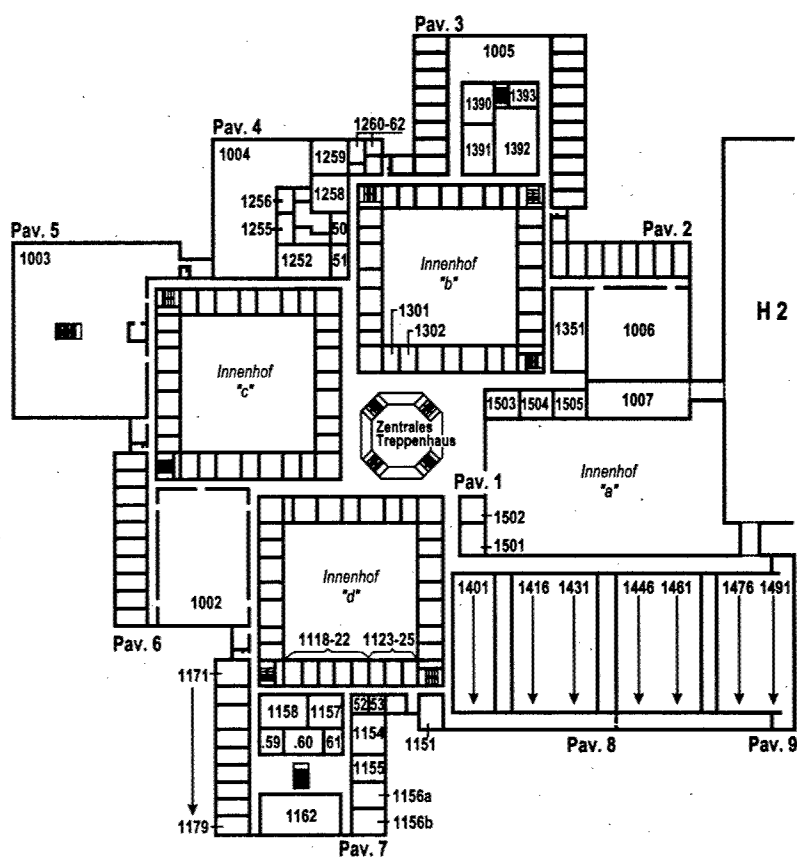 Pav. 3
1005
1390
1393
1391
1392
1260-62
Pav. 4
1004
1259
1258
1256
1255
50
1252
51
Pav. 5
1003
Pav. 2
Innenhof
"b"
1301
1302
1351
1006
H 2
Innenhof
"c"
1503
1504
1505
1007
Zentrales
Treppenhaus
Innenhof
"a"
Pav. 1
1502
1501
1002
Innenhof
"d"
1118-22
1123-25
Pav. 6
1401
1416
1431
1446
1461
1476
1491
1171
1158
1157
52
53
1154
1151
.59
.60
61
Pav. 8
Pav. 9
1155
1156a
1162
1156b
1179
Pav. 7